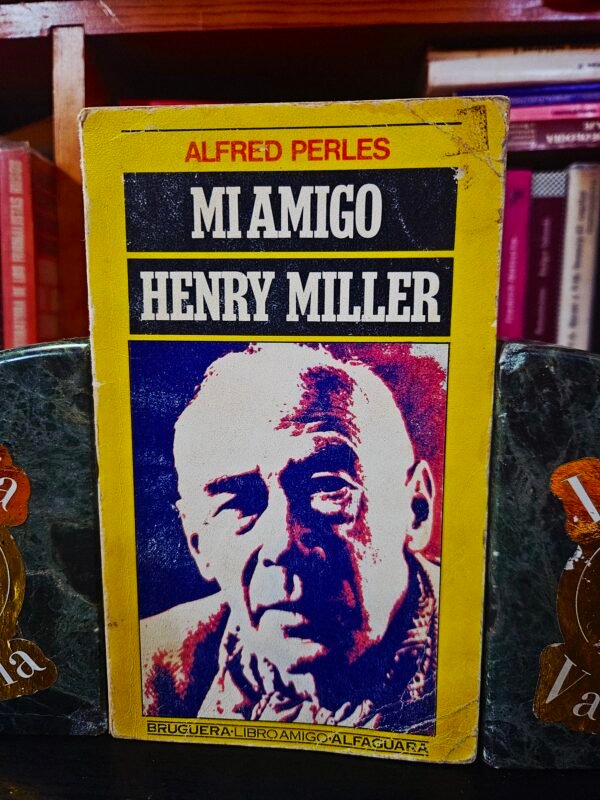 ALFRED PERLES
MI AMIGO
HENRY MILLER
BRUGUERA·LIBRO AMIGO·ALFAGUARA